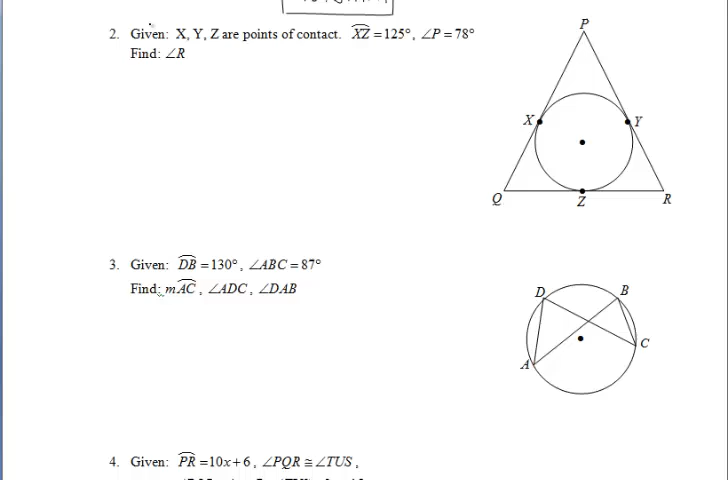 2. Given: X, Y, Z are points of contact. XZ = 125°, ∠P = 78°
Find: ∠R
P
X
Y
Q
Z
R
3. Given: DB = 130°, ∠ABC = 87°
Find: mAC, ∠ADC, ∠DAB
D
B
C
A
4. Given: PR = 10x + 6, ∠PQR ≅ ∠TUS,